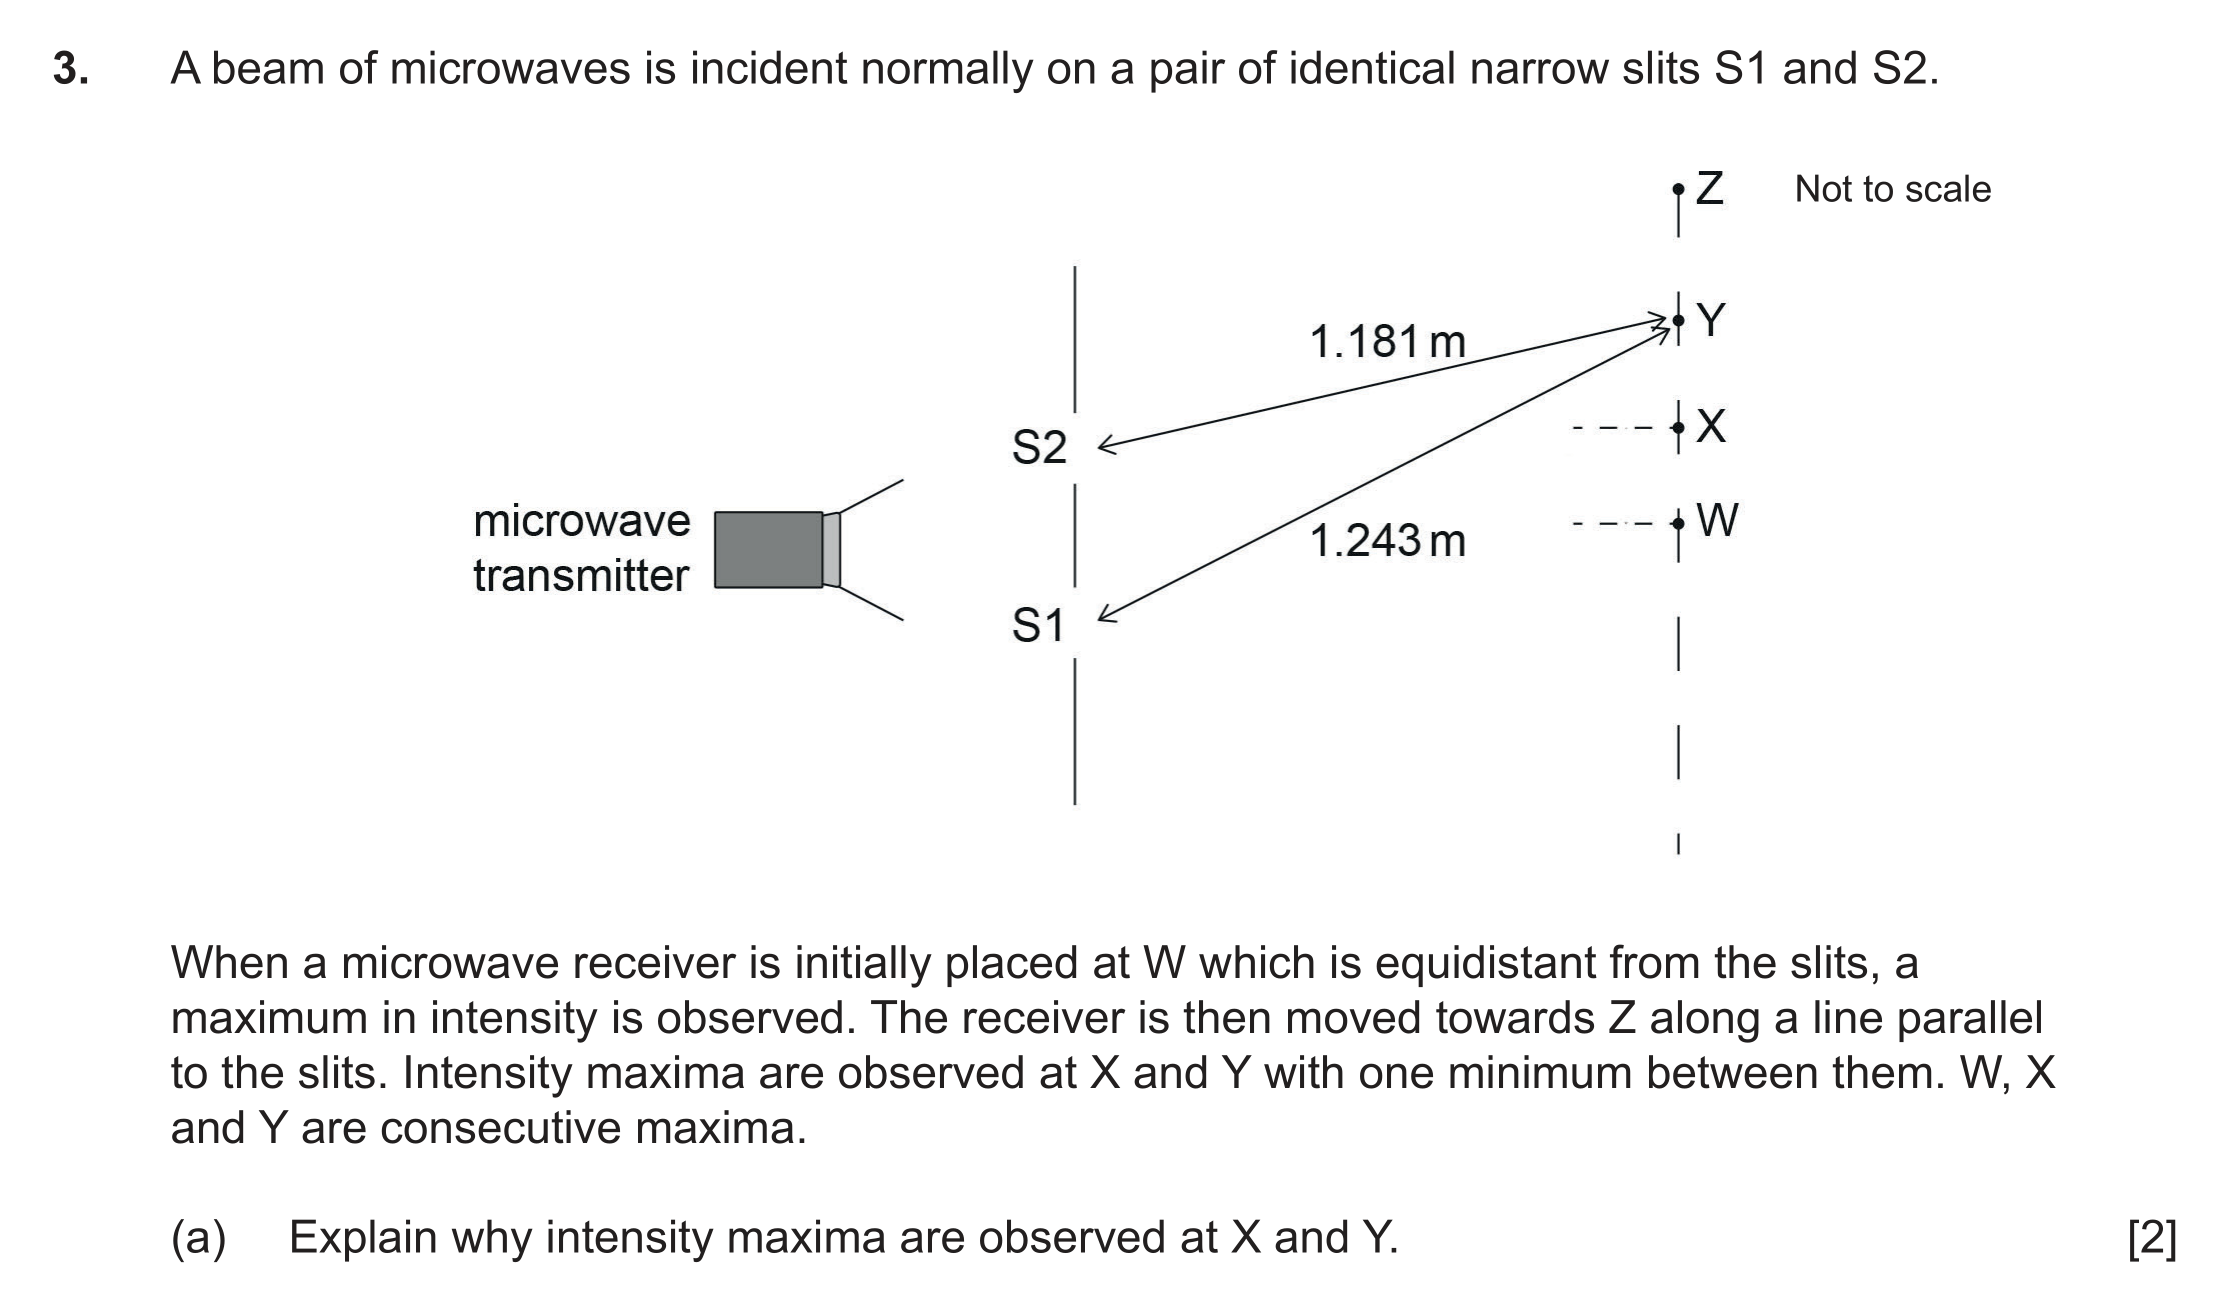 3. A beam of microwaves is incident normally on a pair of identical narrow slits S1 and S2.
Z Not to scale
Y
1.181 m
X
S2
W
microwave
transmitter
1.243 m
S1
When a microwave receiver is initially placed at W which is equidistant from the slits, a
maximum in intensity is observed. The receiver is then moved towards Z along a line parallel
to the slits. Intensity maxima are observed at X and Y with one minimum between them. W, X
and Y are consecutive maxima.
(a) Explain why intensity maxima are observed at X and Y. [2]